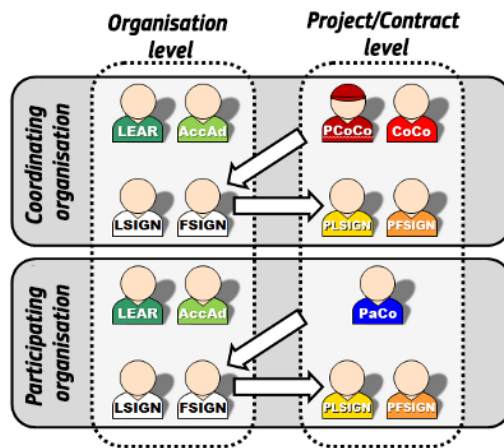 Organisation
level
Project/Contract
level
Coordinating
organisation
LEAR AccAd PCoCo CoCo
LSIGN FSIGN PLSIGN PFSIGN
Participating
organisation
LEAR AccAd PaCo
LSIGN FSIGN PLSIGN PFSIGN